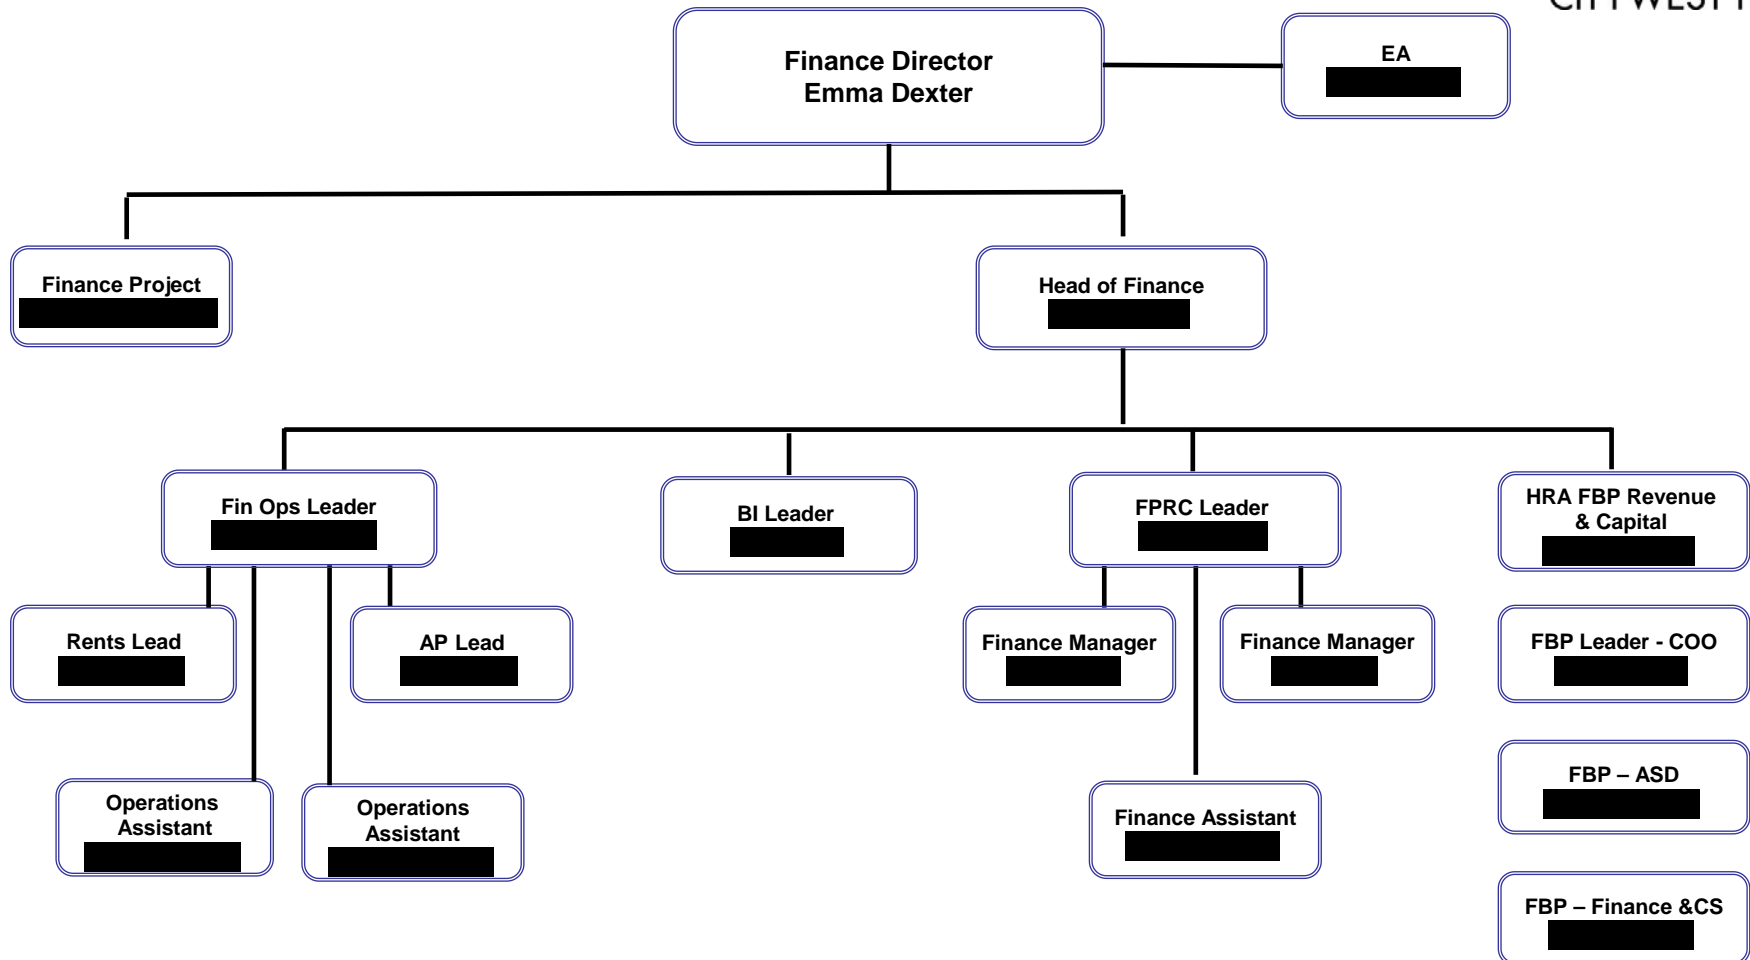 Finance Director
Emma Dexter
EA
Finance Project
Head of Finance
Fin Ops Leader
BI Leader
FPRC Leader
HRA FBP Revenue
& Capital
Rents Lead
AP Lead
Finance Manager
Finance Manager
FBP Leader - COO
FBP – ASD
Operations
Assistant
Operations
Assistant
Finance Assistant
FBP – Finance &CS